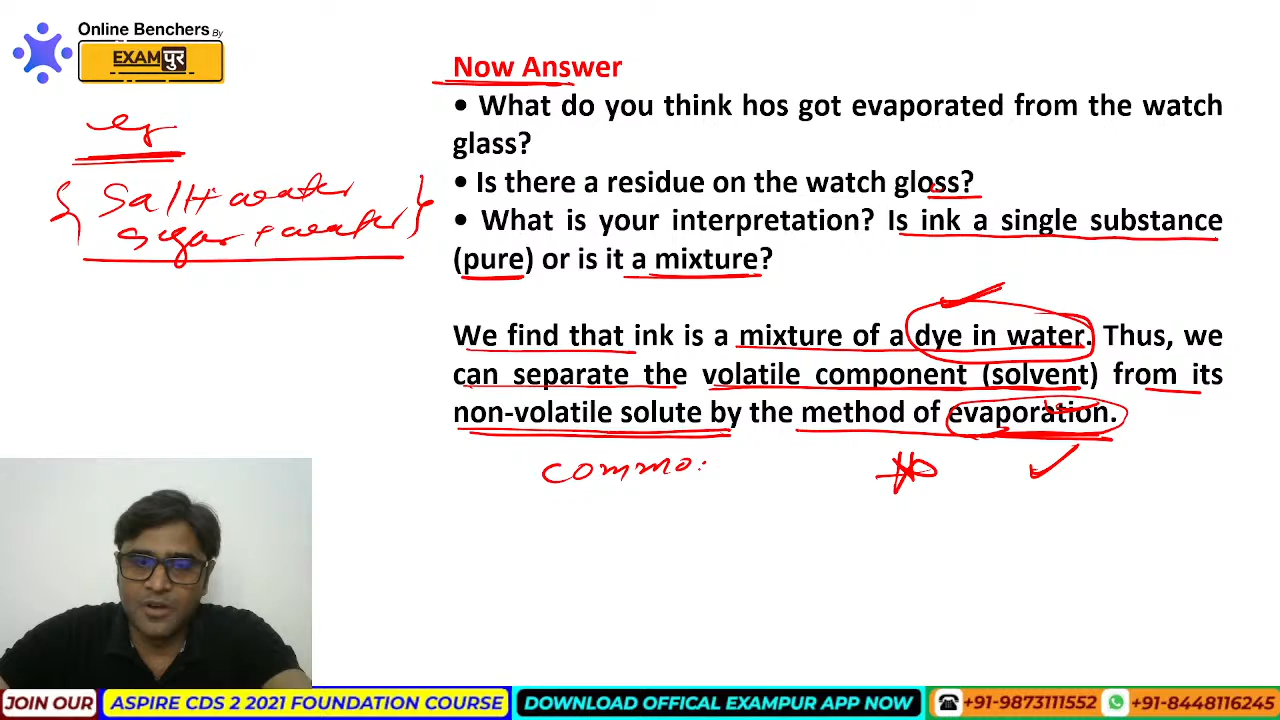 Online Benchers By
EXAMपुर
eg
Salt+water
sugar+water
Now Answer
• What do you think hos got evaporated from the watch
glass?
• Is there a residue on the watch gloss?
• What is your interpretation? Is ink a single substance
(pure) or is it a mixture?
We find that ink is a mixture of a dye in water. Thus, we
can separate the volatile component (solvent) from its
non-volatile solute by the method of evaporation.
commo
JOIN OUR ASPIRE CDS 2 2021 FOUNDATION COURSE DOWNLOAD OFFICAL EXAMPUR APP NOW +91-9873111552 +91-8448116245